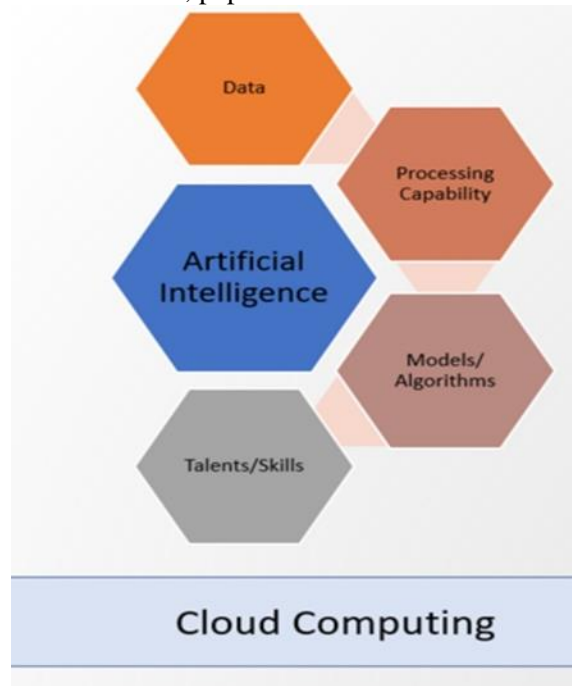 Data
Processing
Capability
Artificial
Intelligence
Models/
Algorithms
Talents/Skills
Cloud Computing